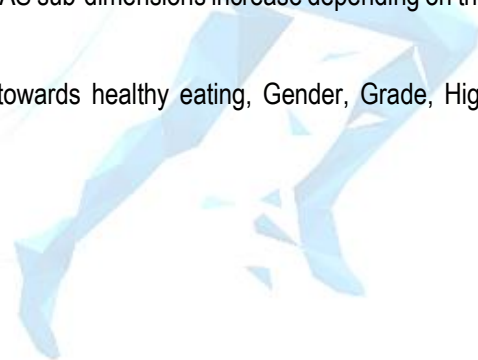 AS sub-dimensions increase depending on th
towards healthy eating, Gender, Grade, Hig